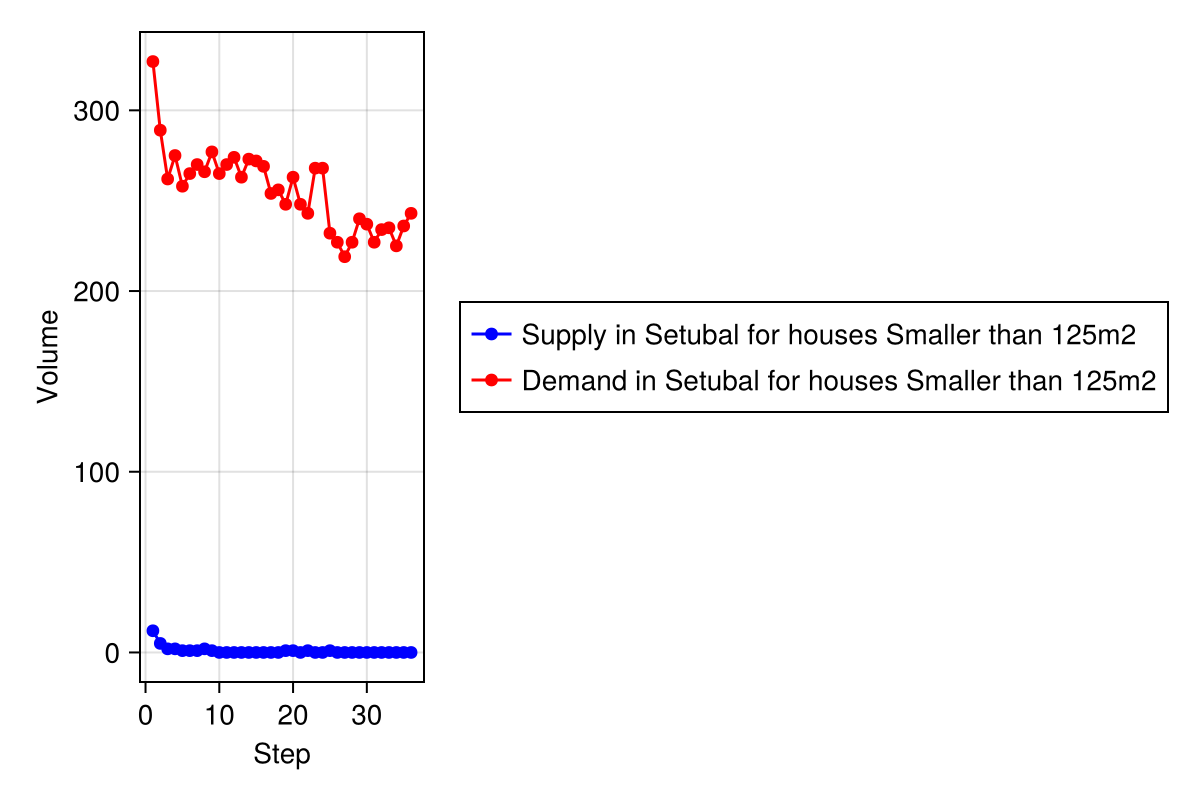 300
200
100
0
Volume
0 10 20 30
Step
Supply in Setubal for houses Smaller than 125m2
Demand in Setubal for houses Smaller than 125m2